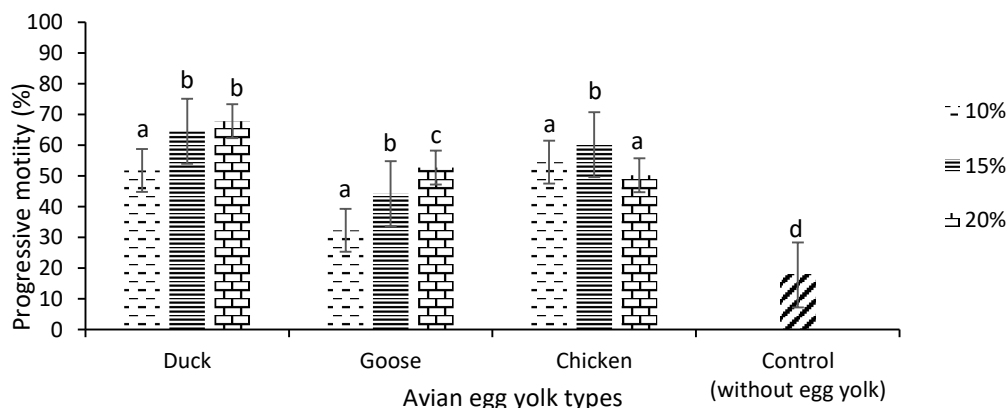 100
90
80
70
60
50
40
30
20
10
0
Progressive motiity (%)
a
b
b
a
b
c
a
b
a
d
10%
15%
20%
Duck
Goose
Chicken
Control
(without egg yolk)
Avian egg yolk types